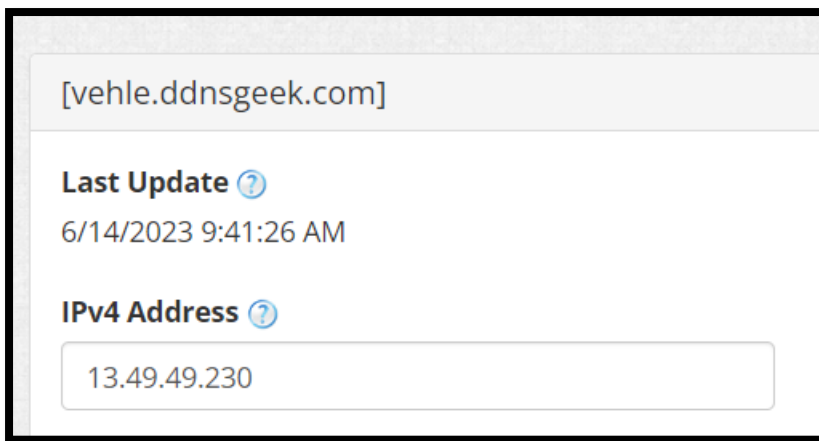 [vehle.ddnsgeek.com]
Last Update ?
6/14/2023 9:41:26 AM
IPv4 Address ?
13.49.49.230